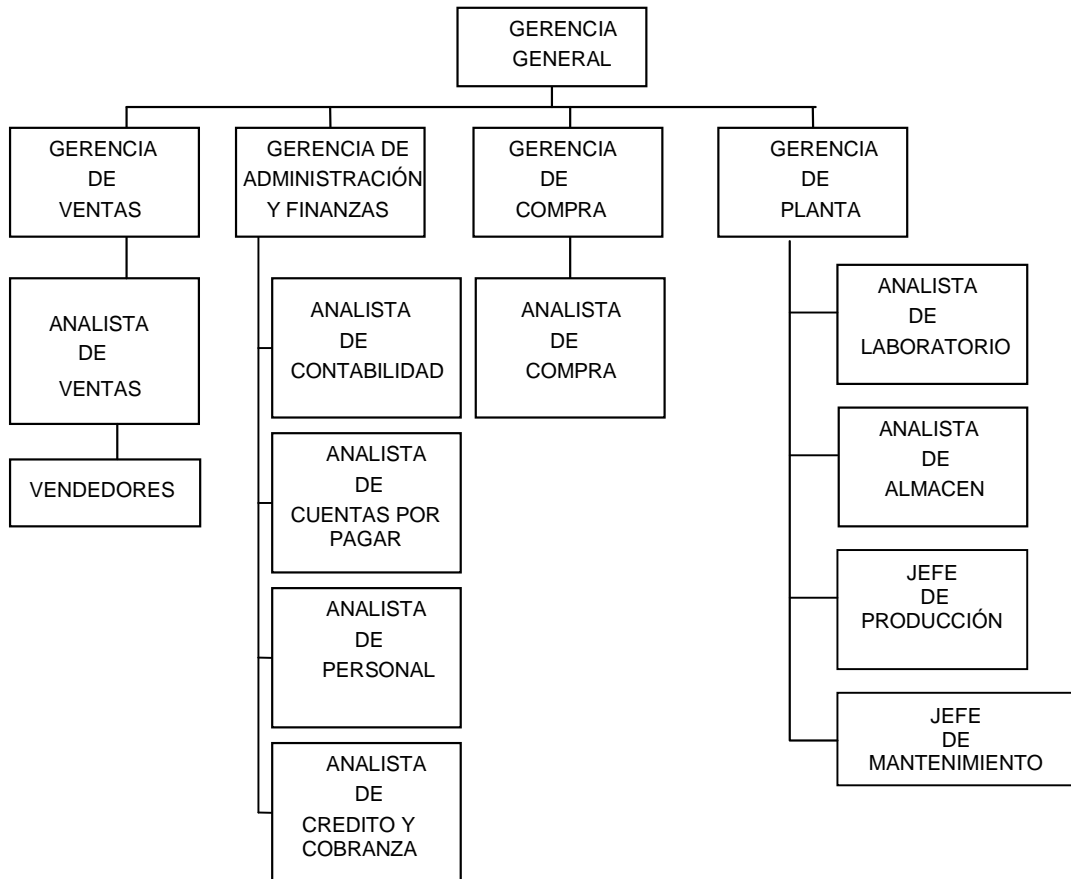 GERENCIA
GENERAL
GERENCIA
DE
VENTAS
GERENCIA DE
ADMINISTRACIÓN
Y FINANZAS
GERENCIA
DE
COMPRA
GERENCIA
DE
PLANTA
ANALISTA
DE
VENTAS
VENDEDORES
ANALISTA
DE
CONTABILIDAD
ANALISTA
DE
CUENTAS POR
PAGAR
ANALISTA
DE
PERSONAL
ANALISTA
DE
CREDITO Y
COBRANZA
ANALISTA
DE
COMPRA
ANALISTA
DE
LABORATORIO
ANALISTA
DE
ALMACEN
JEFE
DE
PRODUCCIÓN
JEFE
DE
MANTENIMIENTO